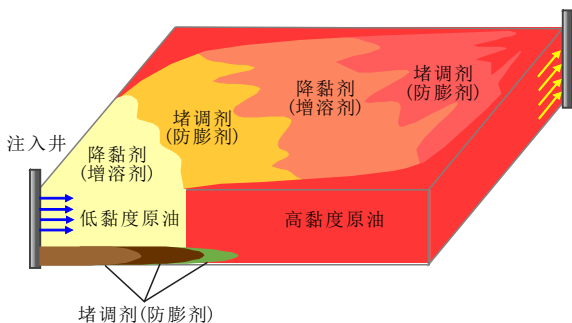 堵调剂
(防膨剂)
降黏剂
(增溶剂)
堵调剂
(防膨剂)
注入井
降黏剂
(增溶剂)
低黏度原油
高黏度原油
堵调剂(防膨剂)